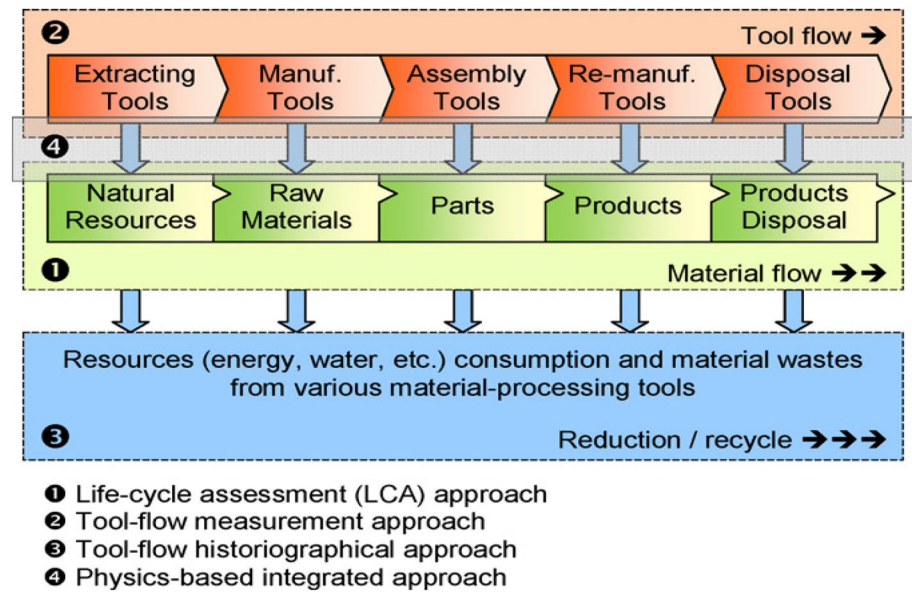 ❷
Tool flow ➔
Extracting
Tools
Manuf.
Tools
Assembly
Tools
Re-manuf.
Tools
Disposal
Tools
❹
Natural
Resources
Raw
Materials
Parts
Products
Products
Disposal
❶
Material flow ➔➔
Resources (energy, water, etc.) consumption and material wastes
from various material-processing tools
❸
Reduction / recycle ➔➔➔
❶ Life-cycle assessment (LCA) approach
❷ Tool-flow measurement approach
❸ Tool-flow historiographical approach
❹ Physics-based integrated approach